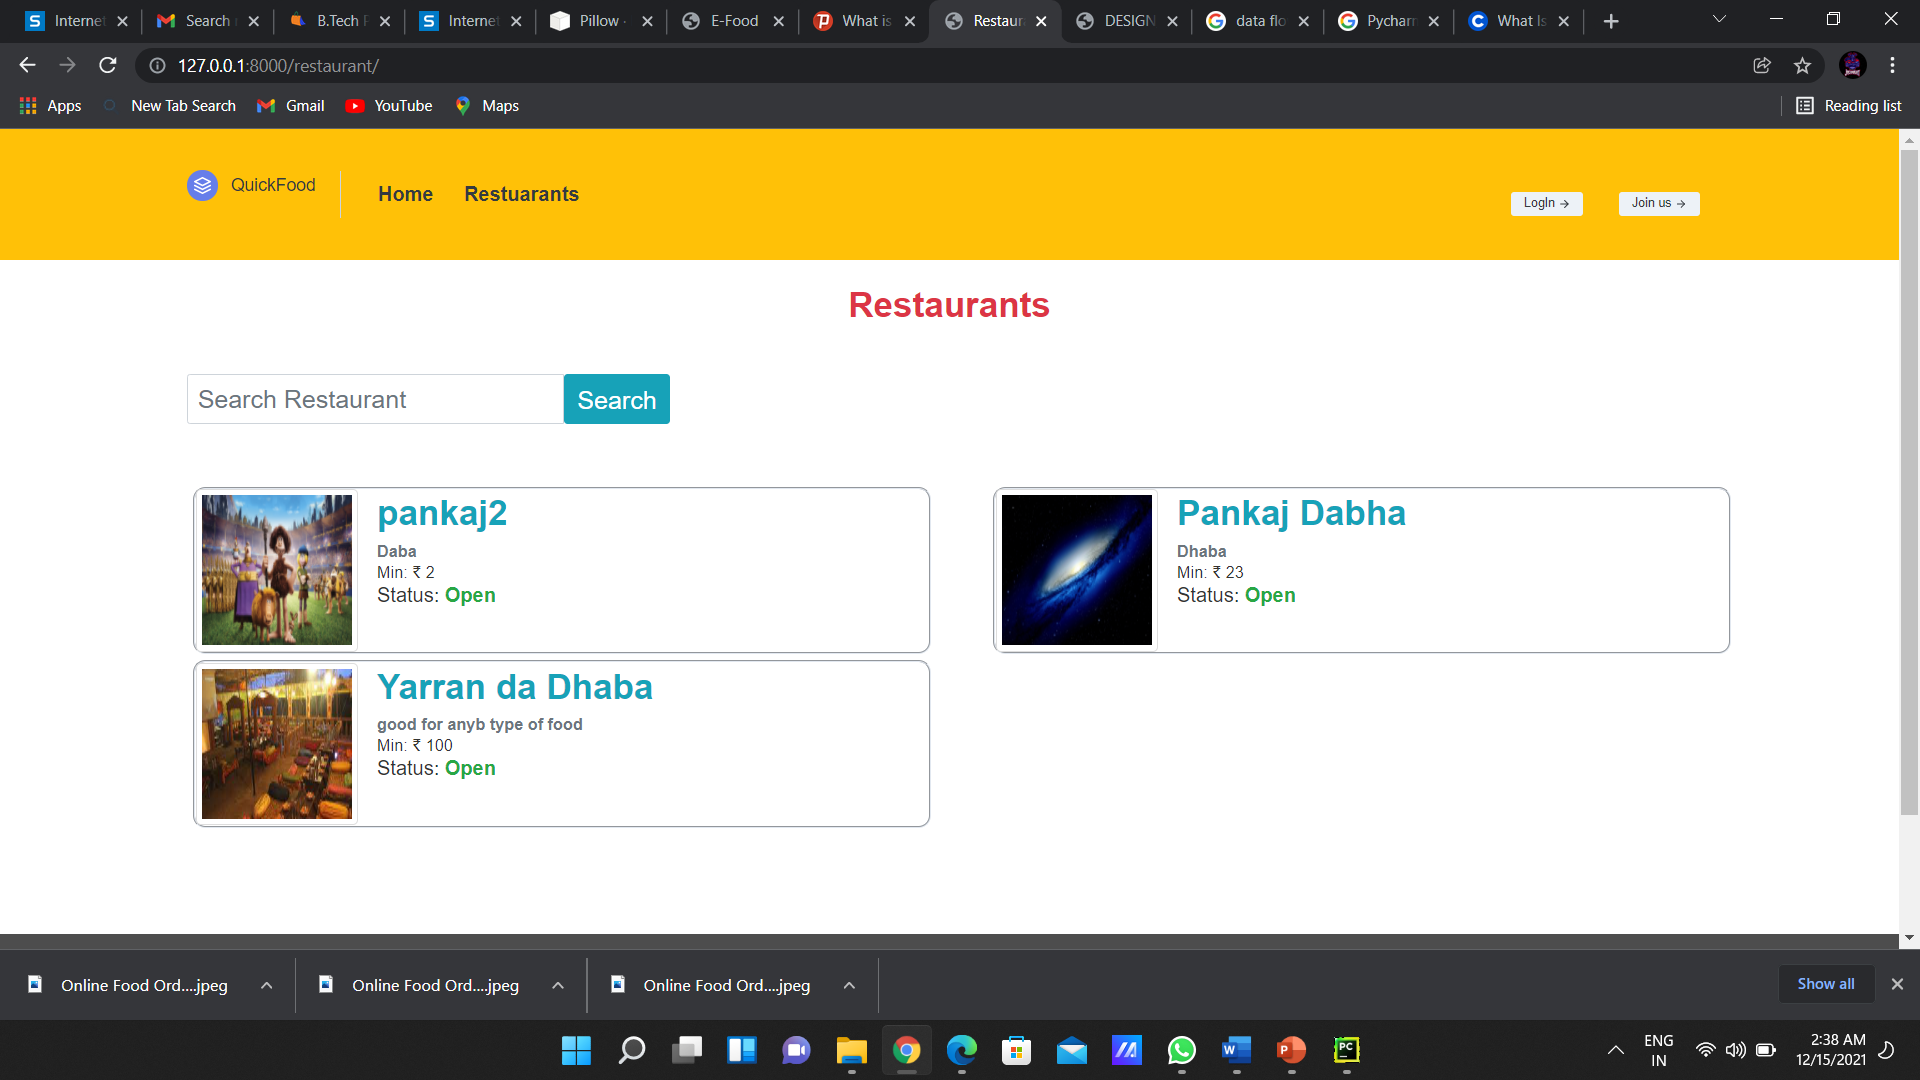 Internet
Search
B.Tech
Internet
Pillow
E-Food
What is
Restaur
DESIGN
data flo
Pycharm
What Is
127.0.0.1:8000/restaurant/
Apps
New Tab Search
Gmail
YouTube
Maps
Reading list
QuickFood
Home
Restuarants
LogIn →
Join us →
Restaurants
Search Restaurant
Search
pankaj2
Daba
Min: ₹ 2
Status: Open
Pankaj Dabha
Dhaba
Min: ₹ 23
Status: Open
Yarran da Dhaba
good for anyb type of food
Min: ₹ 100
Status: Open
Online Food Ord....jpeg
Online Food Ord....jpeg
Online Food Ord....jpeg
Show all
ENG
IN
2:38 AM
12/15/2021